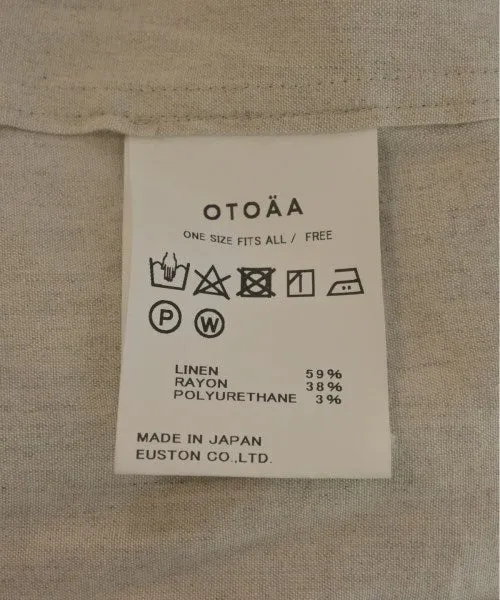 OTOÄA
ONE SIZE FITS ALL / FREE
P W
LINEN 59%
RAYON 38%
POLYURETHANE 3%
MADE IN JAPAN
EUSTON CO.,LTD.